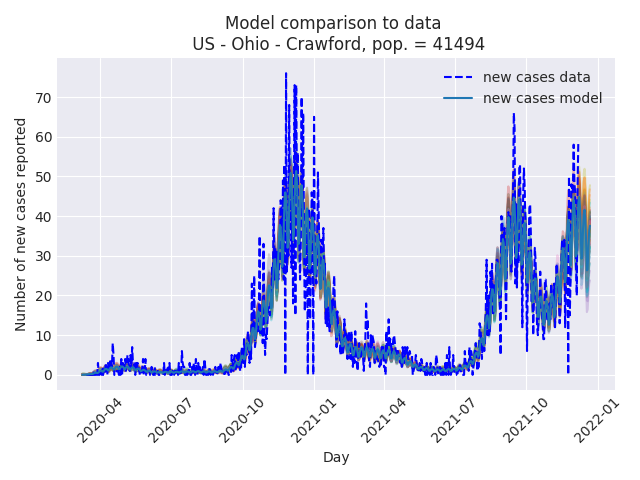 Model comparison to data
US - Ohio - Crawford, pop. = 41494
new cases data
new cases model
Number of new cases reported
70
60
50
40
30
20
10
0
2020-04
2020-07
2020-10
2021-01
2021-04
2021-07
2021-10
2022-01
Day